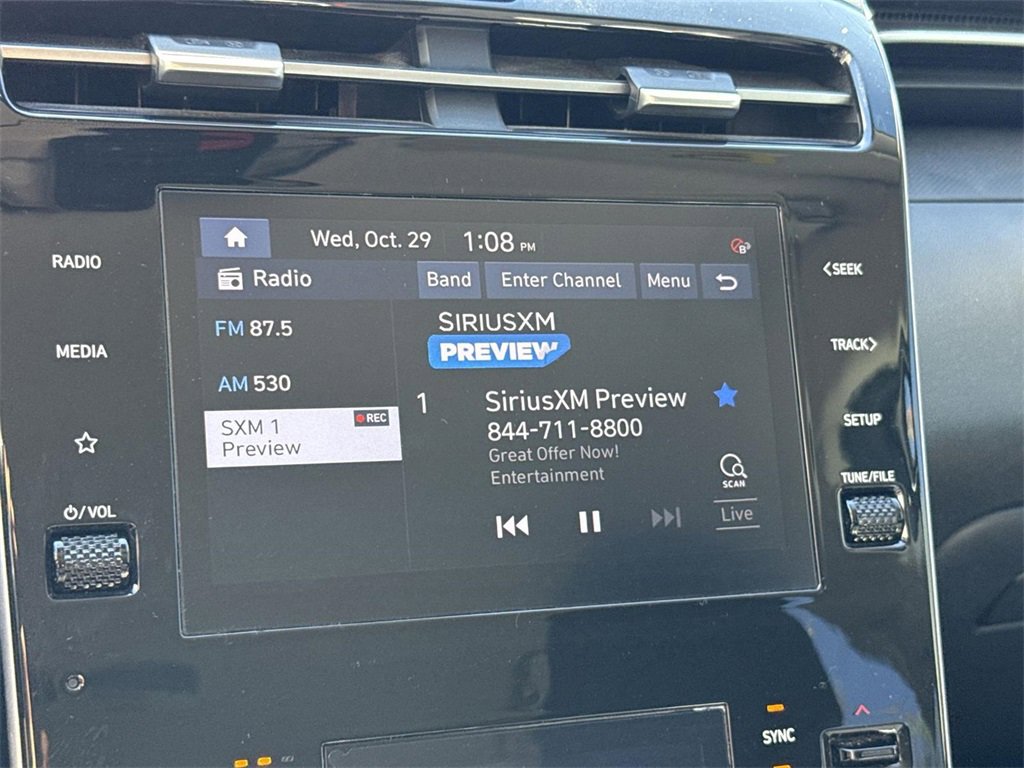 RADIO
MEDIA
⏻/VOL
Wed, Oct. 29 1:08 PM
B
Radio Band Enter Channel Menu
FM 87.5
AM 530
SXM 1 REC
Preview
SIRIUSXM
PREVIEW
1 SiriusXM Preview
844-711-8800
Great Offer Now!
Entertainment
SCAN
Live
<SEEK
TRACK>
SETUP
TUNE/FILE
SYNC